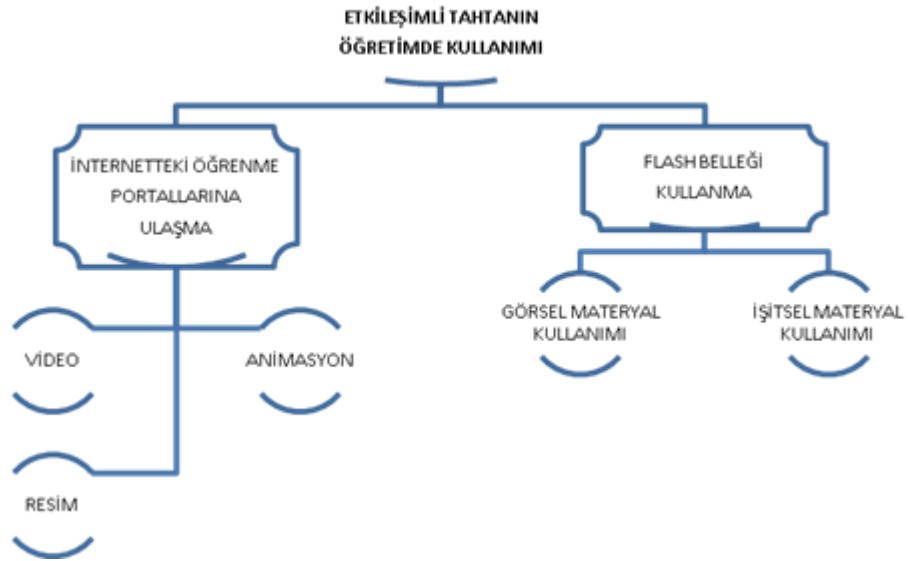 ETKİLEŞİMLİ TAHTANIN
ÖĞRETİMDE KULLANIMI
İNTERNETTEKİ ÖĞRENME
PORTALLARINA
ULAŞMA
FLASH BELLEĞİ
KULLANMA
GÖRSEL MATERYAL
KULLANIMI
İŞİTSEL MATERYAL
KULLANIMI
VİDEO
ANİMASYON
RESİM